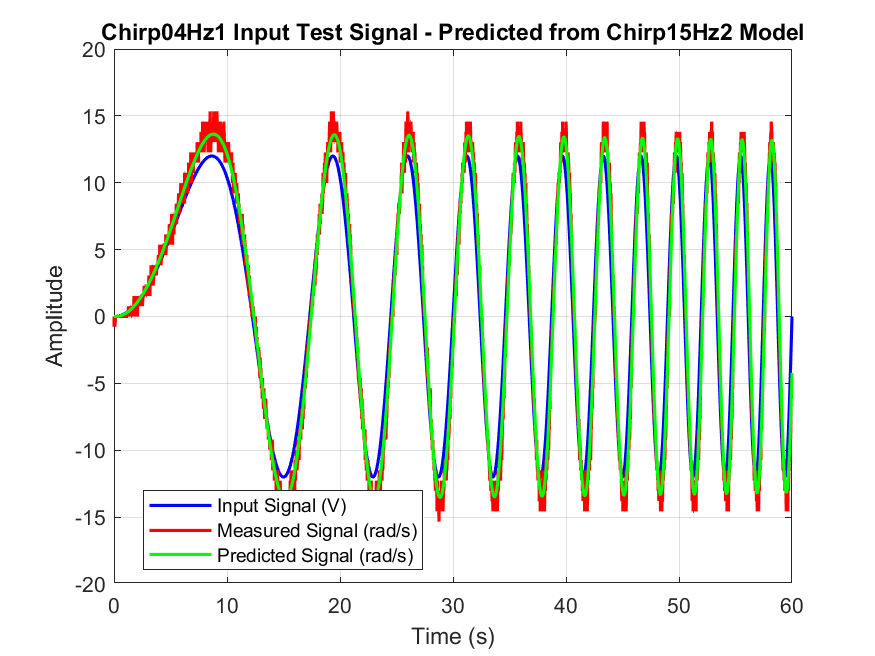 Chirp04Hz1 Input Test Signal - Predicted from Chirp15Hz2 Model
20
15
10
5
0
-5
-10
-15
-20
Amplitude
Input Signal (V)
Measured Signal (rad/s)
Predicted Signal (rad/s)
0 10 20 30 40 50 60
Time (s)